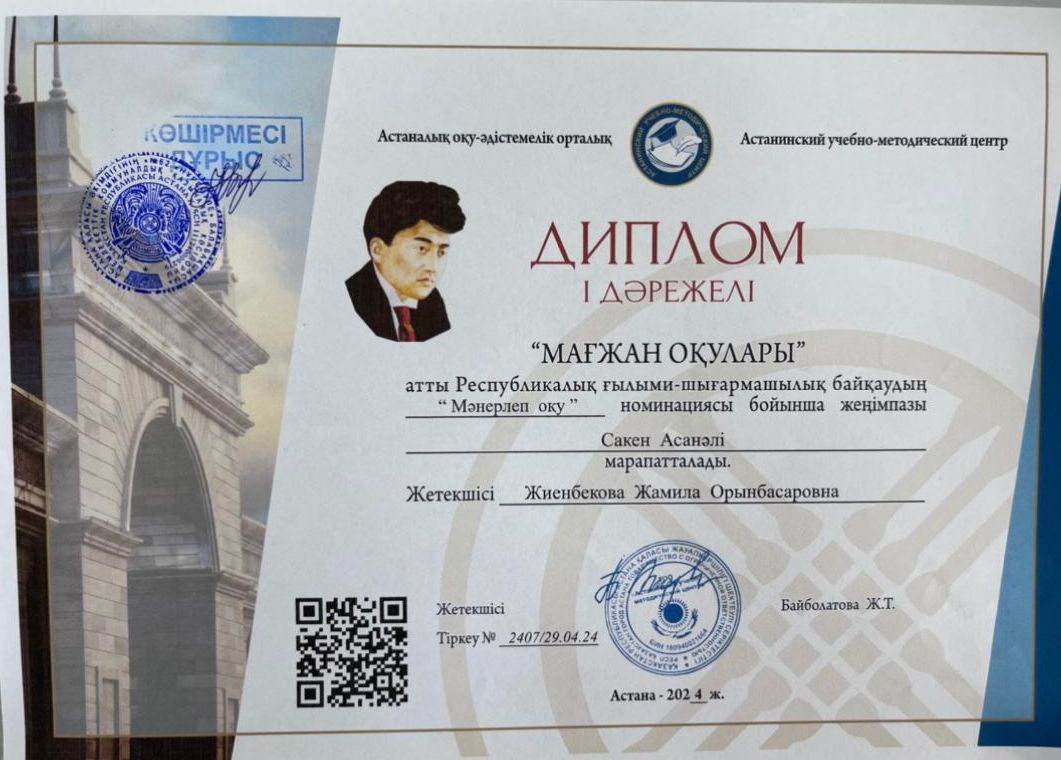 Астаналық оқу-әдістемелік орталық
Астанинский учебно-методический центр
ҚӨШІРМЕСІ
ДҰРЫС
ДИПЛОМ
І ДӘРЕЖЕЛІ
“МАҒЖАН ОҚУЛАРЫ”
атты Республикалық ғылыми-шығармашылық байқаудың
“ Мәнерлеп оқу ” номинациясы бойынша жеңімпазы
Сакен Асанәлі
марапатталады.
Жетекшісі Жиенбекова Жамила Орынбасаровна
Жетекшісі
Байболатова Ж.Т.
Тіркеу № 2407/29.04.24
Астана - 2024 ж.